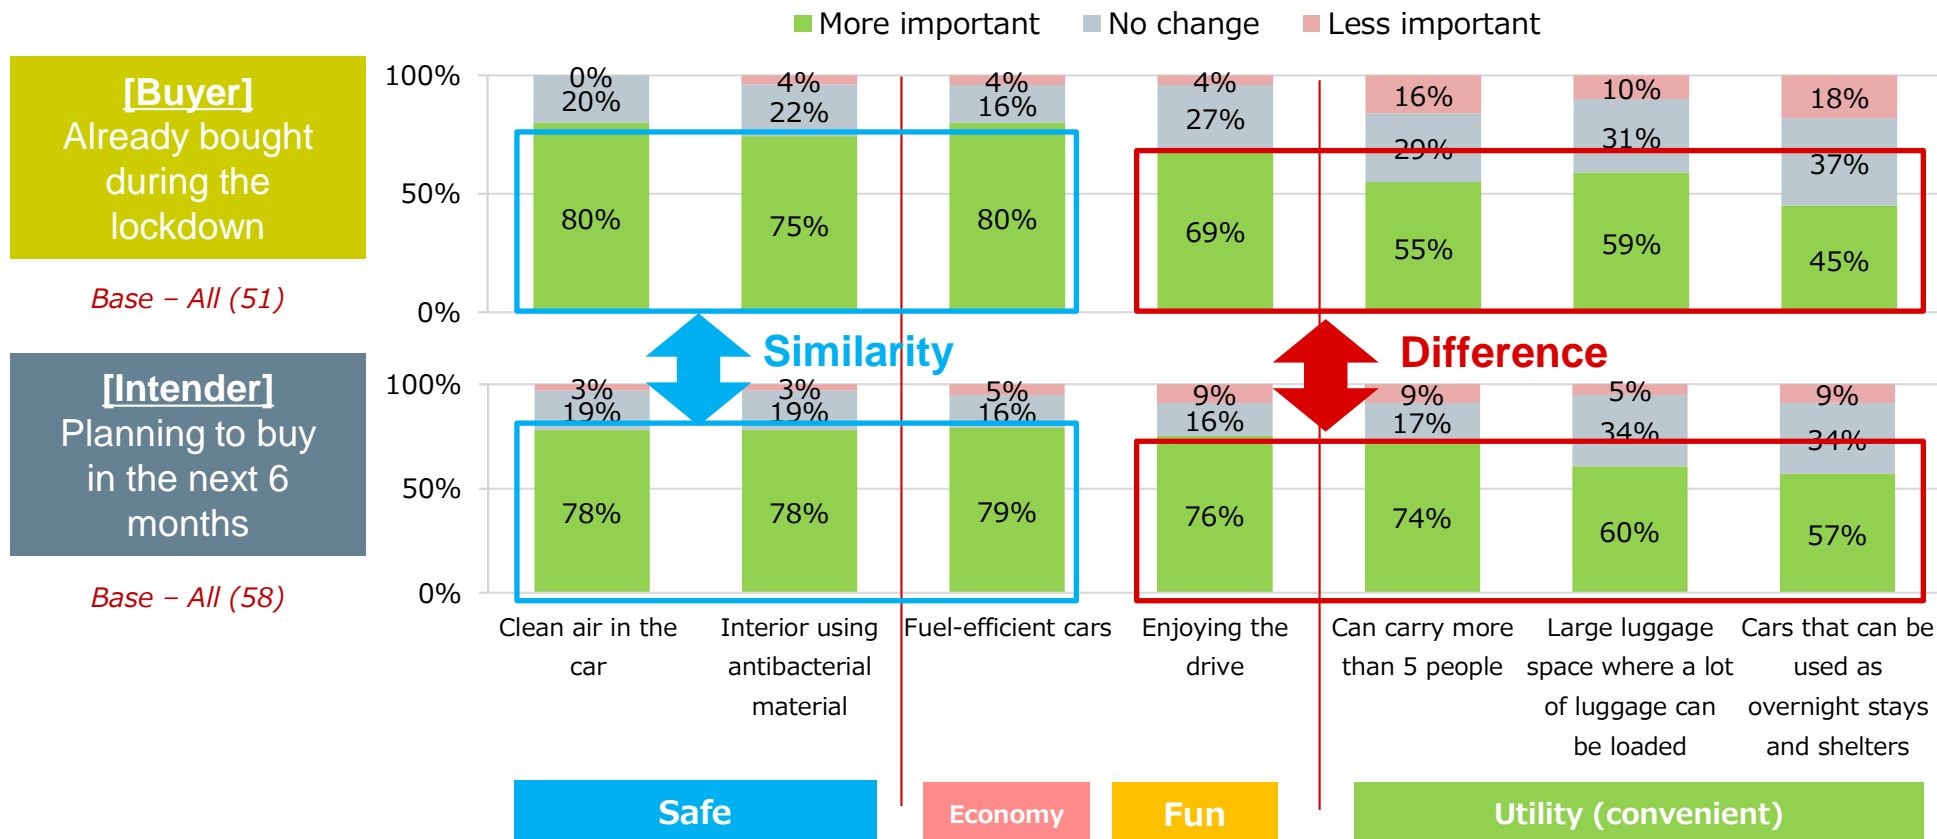 More important No change Less important
[Buyer]
Already bought
during the
lockdown
Base – All (51)
100%
50%
0%
0% 4% 4% 4% 16% 10% 18%
20% 22% 16% 27% 29% 31% 37%
80% 75% 80% 69% 55% 59% 45%
Similarity
Difference
[Intender]
Planning to buy
in the next 6
months
Base – All (58)
100%
50%
0%
3% 3% 5% 9% 9% 5% 9%
19% 19% 16% 16% 17% 34% 34%
78% 78% 79% 76% 74% 60% 57%
Clean air in the
car
Interior using
antibacterial
material
Fuel-efficient cars
Enjoying the
drive
Can carry more
than 5 people
Large luggage
space where a lot
of luggage can
be loaded
Cars that can be
used as
overnight stays
and shelters
Safe
Economy
Fun
Utility (convenient)